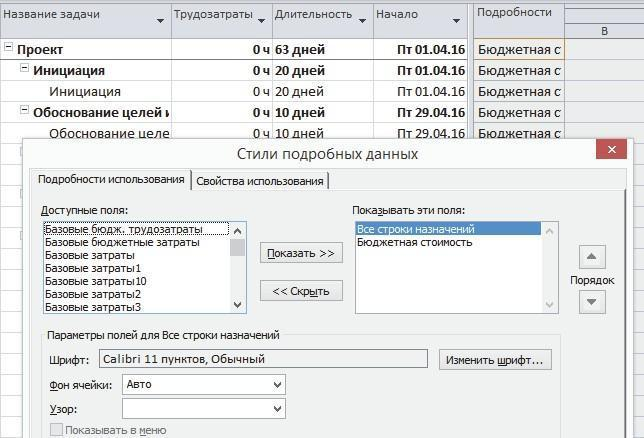 Название задачи Трудозатраты Длительность Начало Подробности
В
Проект 0 ч 63 дней Пт 01.04.16 Бюджетная ст
Инициация 0 ч 20 дней Пт 01.04.16 Бюджетная ст
Инициация 0 ч 20 дней Пт 01.04.16 Бюджетная ст
Обоснование целей и 0 ч 10 дней Пт 29.04.16 Бюджетная ст
Обоснование целе 0 ч 10 дней Пт 29.04.16 Бюджетная ст
Стили подробных данных
Подробности использования Свойства использования
Доступные поля: Показывать эти поля:
Базовые бюдж. трудозатраты Все строки назначений
Базовые бюджетные затраты Бюджетная стоимость
Базовые затраты Показать >>
Базовые затраты1
Базовые затраты10 Порядок
Базовые затраты2 << Скрыть
Базовые затраты3
Параметры полей для Все строки назначений
Шрифт: Calibri 11 пунктов, Обычный Изменить шрифт...
Фон ячейки: Авто
Узор:
Показывать в меню